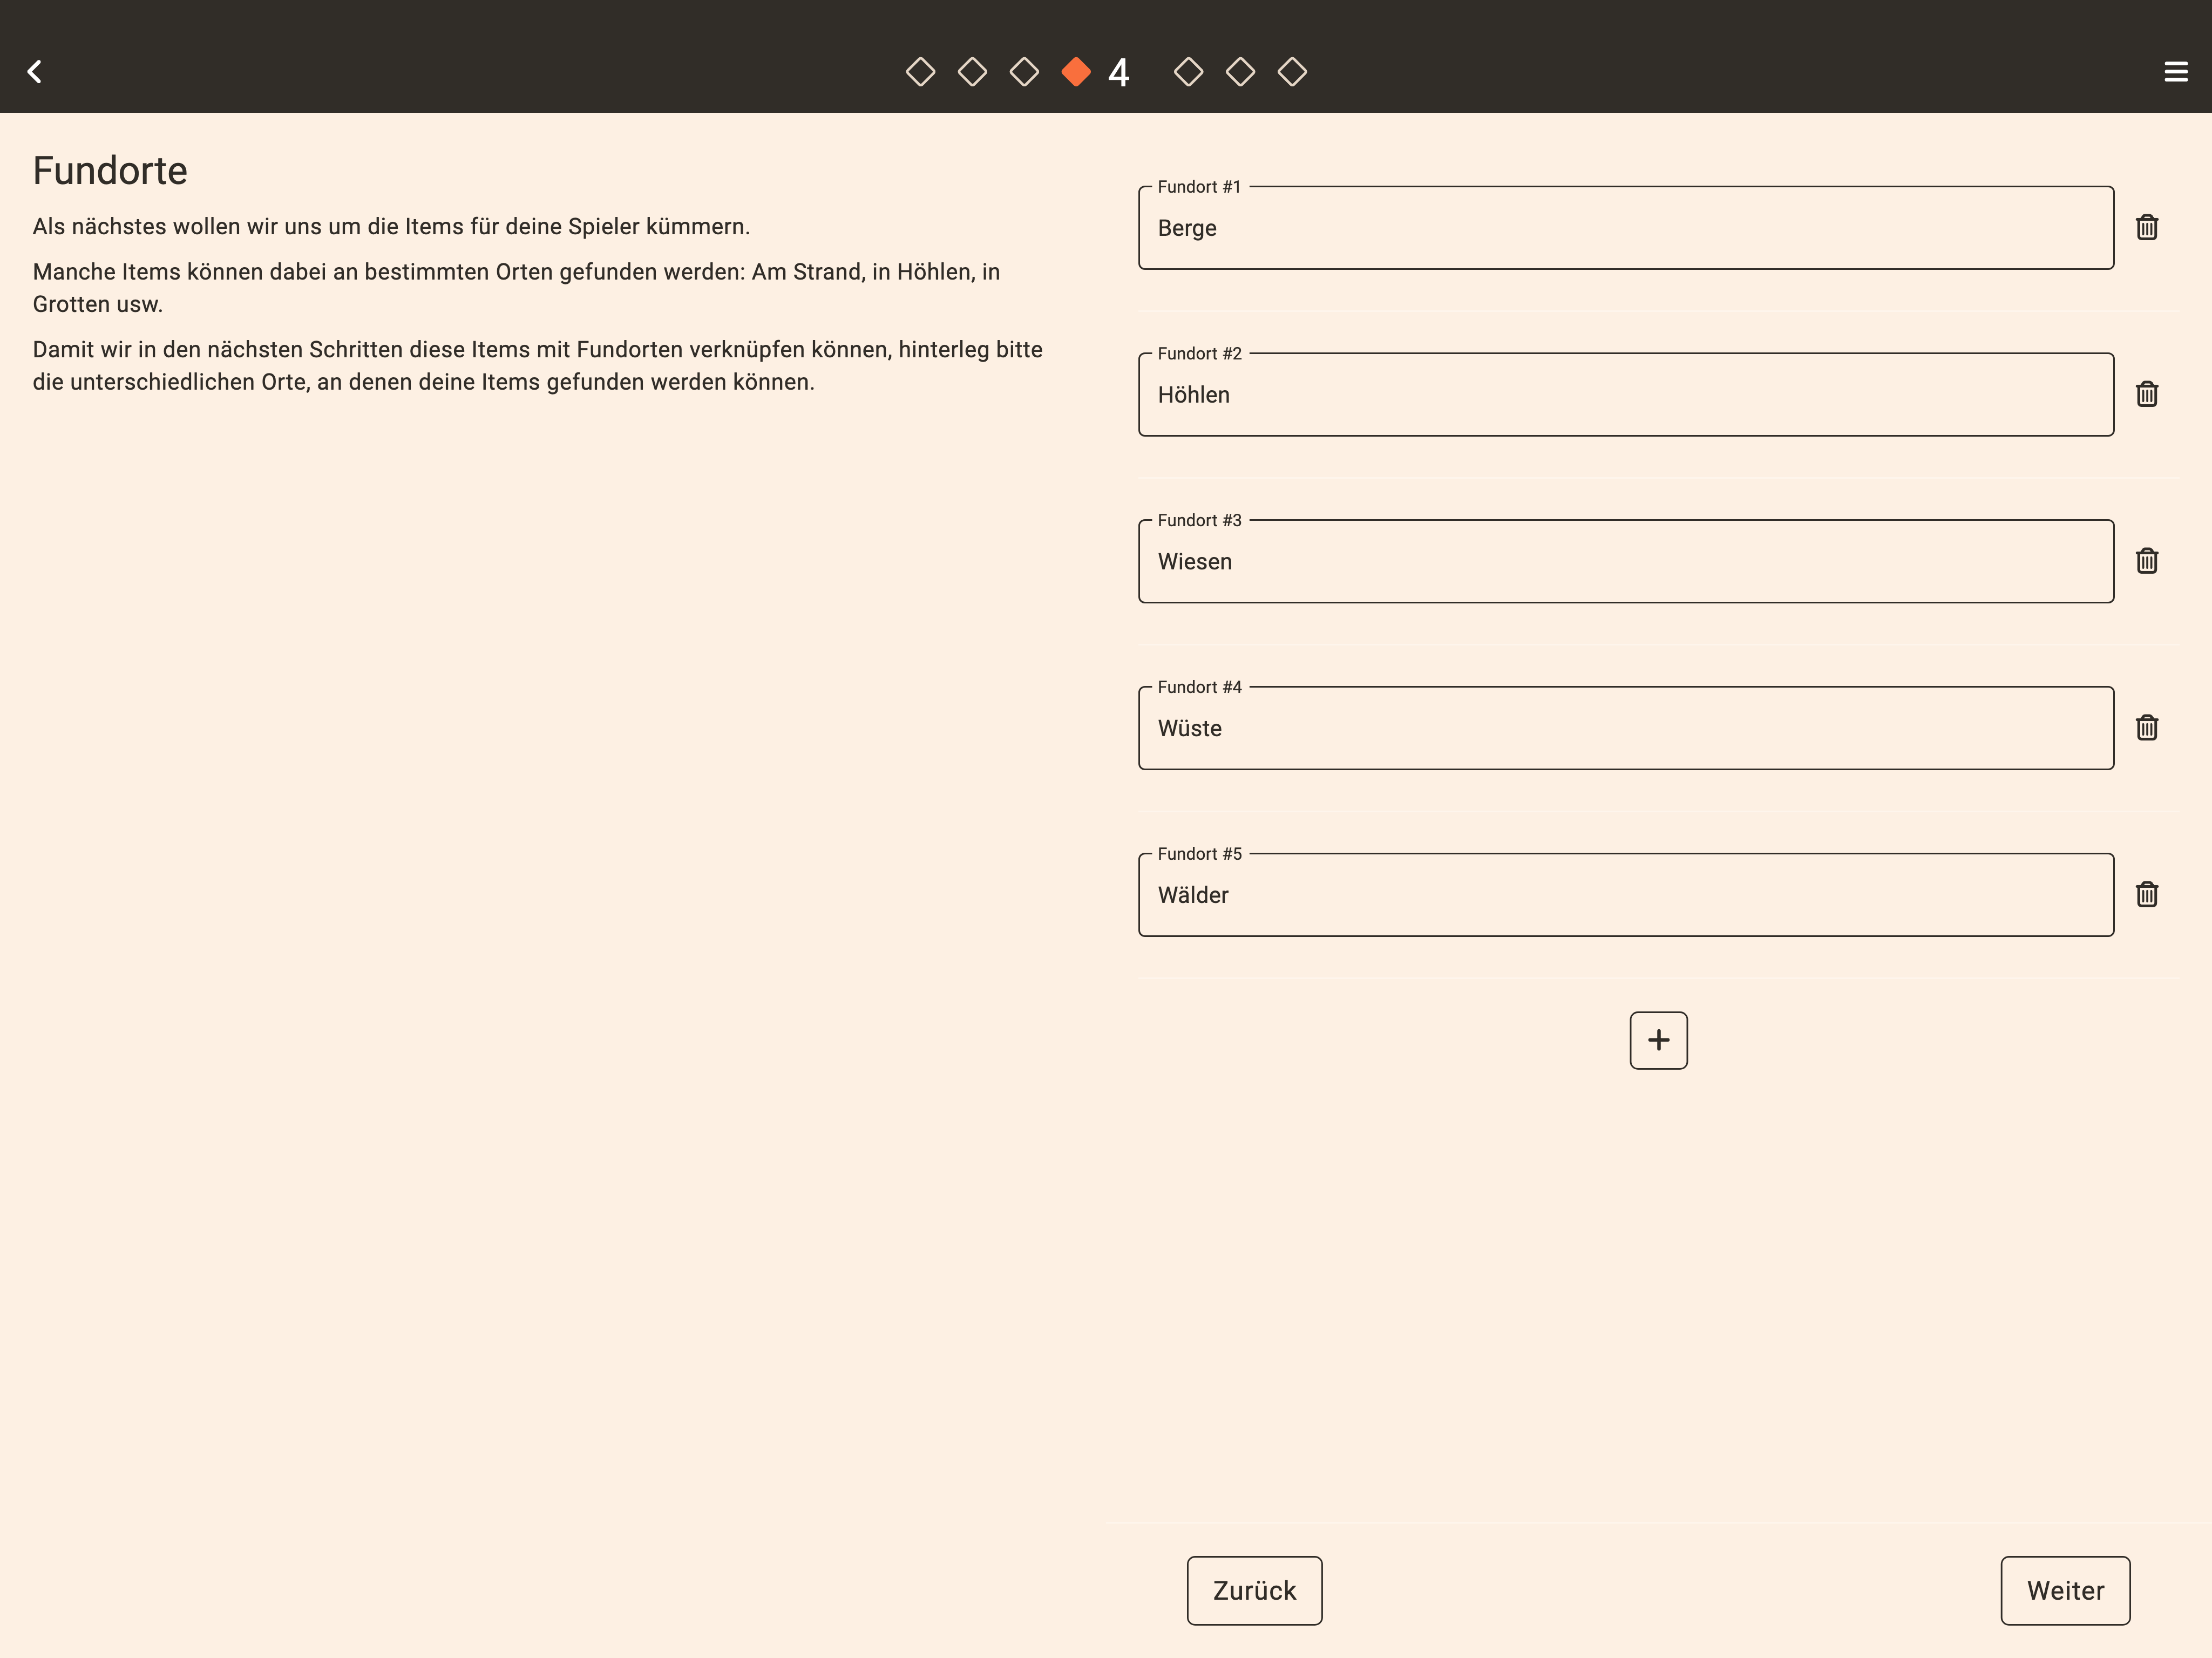 4
Fundorte
Als nächstes wollen wir uns um die Items für deine Spieler kümmern.
Manche Items können dabei an bestimmten Orten gefunden werden: Am Strand, in Höhlen, in
Grotten usw.
Damit wir in den nächsten Schritten diese Items mit Fundorten verknüpfen können, hinterleg bitte
die unterschiedlichen Orte, an denen deine Items gefunden werden können.
Fundort #1
Berge
Fundort #2
Höhlen
Fundort #3
Wiesen
Fundort #4
Wüste
Fundort #5
Wälder
Zurück
Weiter